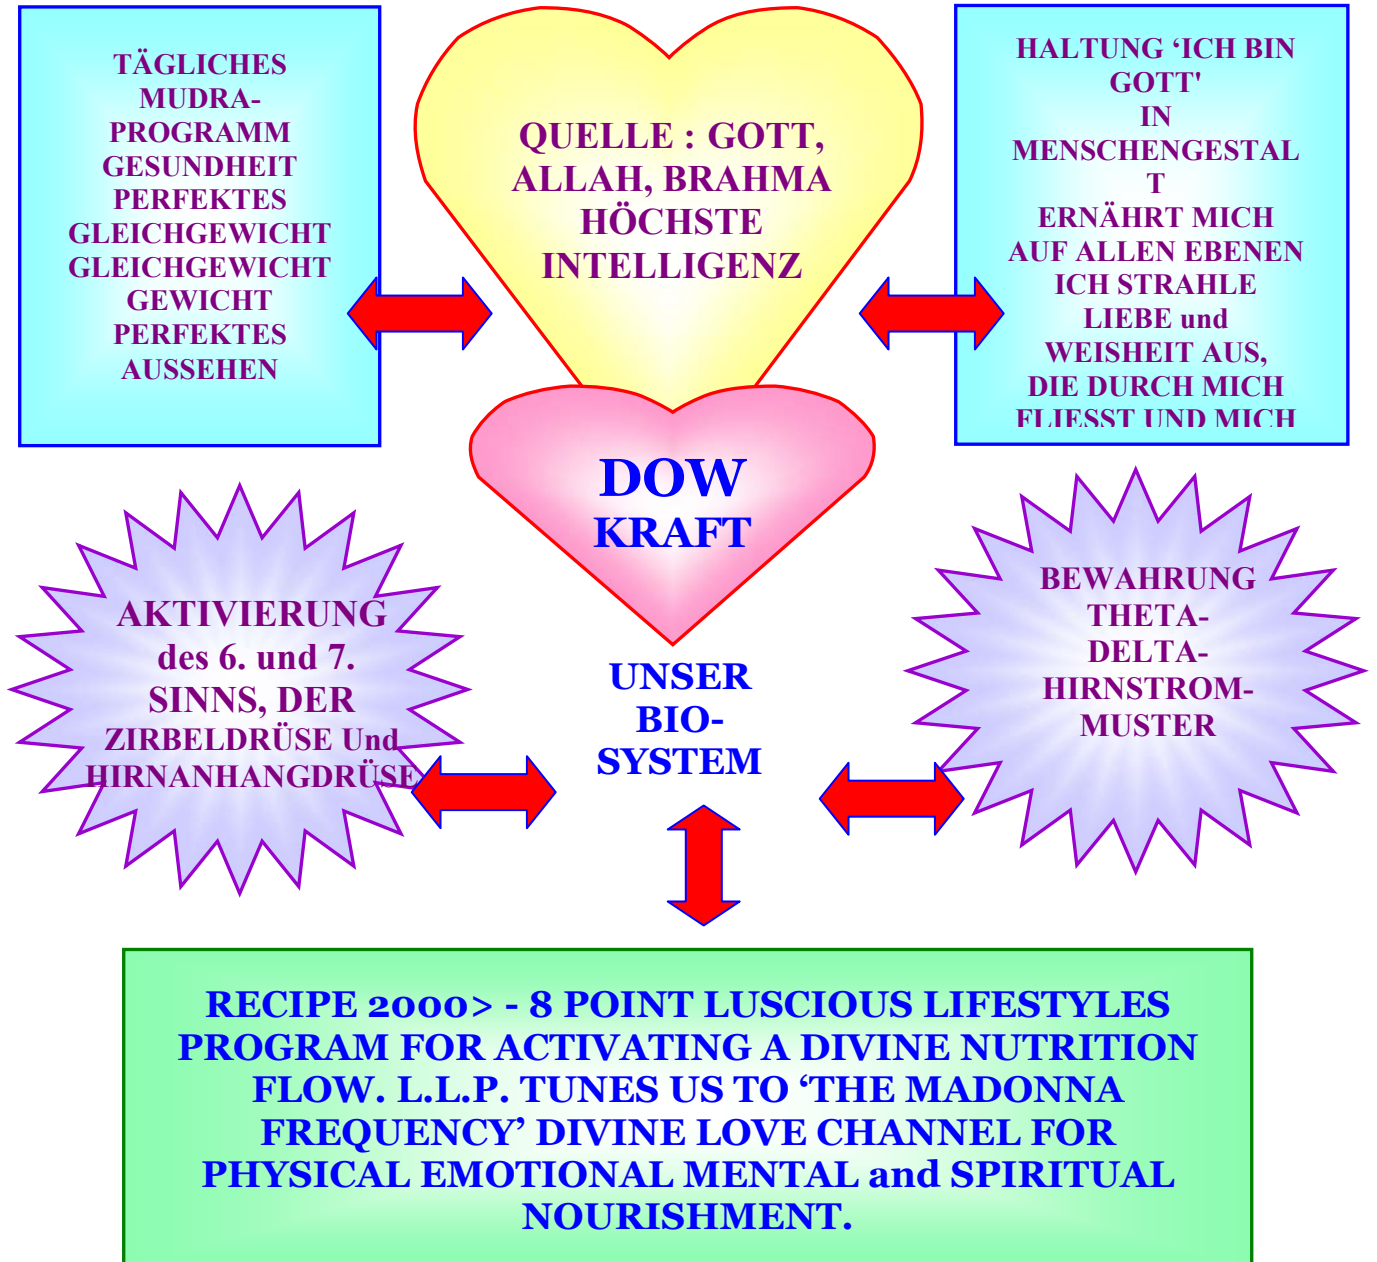 TÄGLICHES
MUDRA-
PROGRAMM
GESUNDHEIT
PERFEKTES
GLEICHGEWICHT
GLEICHGEWICHT
GEWICHT
PERFEKTES
AUSSEHEN
QUELLE : GOTT,
ALLAH, BRAHMA
HÖCHSTE
INTELLIGENZ
HALTUNG ‘ICH BIN
GOTT'
IN
MENSCHENGESTAL
T
ERNÄHRT MICH
AUF ALLEN EBENEN
ICH STRAHLE
LIEBE und
WEISHEIT AUS,
DIE DURCH MICH
FLIESST UND MICH
DOW
KRAFT
AKTIVIERUNG
des 6. und 7.
SINNS, DER
ZIRBELDRÜSE Und
HIRNANHANGDRÜSE
UNSER
BIO-
SYSTEM
BEWAHRUNG
THETA-
DELTA-
HIRNSTROM-
MUSTER
RECIPE 2000> - 8 POINT LUSCIOUS LIFESTYLES
PROGRAM FOR ACTIVATING A DIVINE NUTRITION
FLOW. L.L.P. TUNES US TO ‘THE MADONNA
FREQUENCY’ DIVINE LOVE CHANNEL FOR
PHYSICAL EMOTIONAL MENTAL and SPIRITUAL
NOURISHMENT.